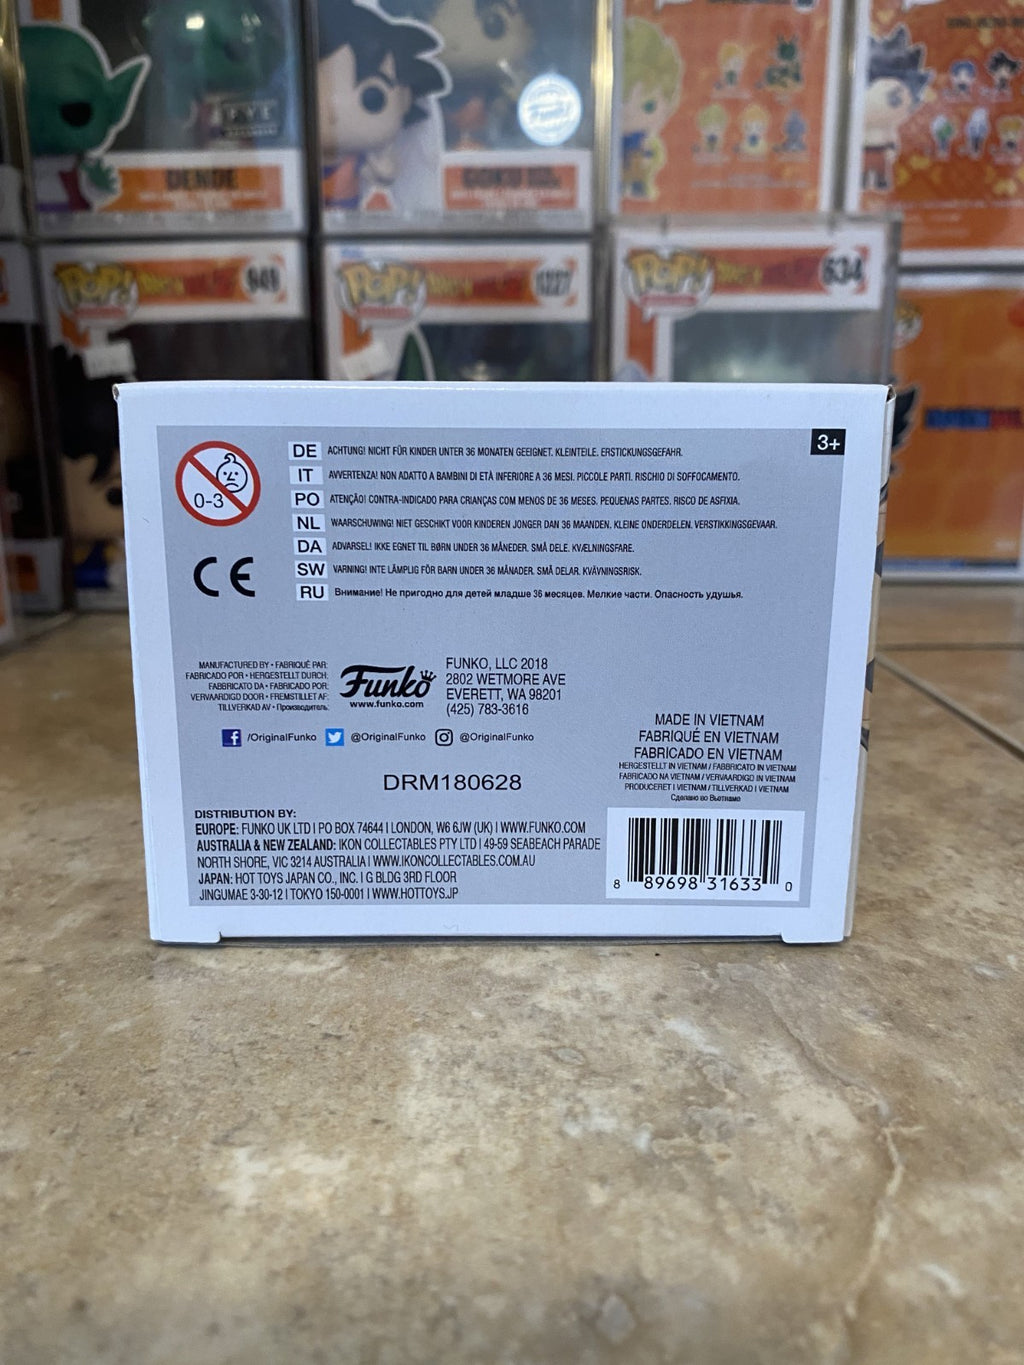 DENDE
GOKU
POP!
949
POP!
1227
POP!
634
3+
0-3
DE ACHTUNG! NICHT FÜR KINDER UNTER 36 MONATEN GEEIGNET. KLEINTEILE. ERSTICKUNGSGEFAHR.
IT AVVERTENZA! NON ADATTO A BAMBINI DI ETÀ INFERIORE A 36 MESI. PICCOLE PARTI. RISCHIO DI SOFFOCAMENTO.
PO ATENÇÃO! CONTRA-INDICADO PARA CRIANÇAS COM MENOS DE 36 MESES. PEQUENAS PARTES. RISCO DE ASFIXIA.
NL WAARSCHUWING! NIET GESCHIKT VOOR KINDEREN JONGER DAN 36 MAANDEN. KLEINE ONDERDELEN. VERSTIKKINGSGEVAAR.
DA ADVARSEL! IKKE EGNET TIL BØRN UNDER 36 MÅNEDER. SMÅ DELE. KVÆLNINGSFARE.
SW VARNING! INTE LÄMPLIG FÖR BARN UNDER 36 MÅNADER. SMÅ DELAR. KVÄVNINGSRISK.
RU Внимание! Не пригодно для детей младше 36 месяцев. Мелкие части. Опасность удушья.
CE
MANUFACTURED BY • FABRIQUÉ PAR:
FABRICADO POR • HERGESTELLT DURCH:
FABBRICATO DA • FABRICADO POR:
VERVAARDIGD DOOR • FREMSTILLET AF:
TILLVERKAD AV • Производитель:
Funko
www.funko.com
FUNKO, LLC 2018
2802 WETMORE AVE
EVERETT, WA 98201
(425) 783-3616
/OriginalFunko @OriginalFunko @OriginalFunko
DRM180628
MADE IN VIETNAM
FABRIQUÉ EN VIETNAM
FABRICADO EN VIETNAM
HERGESTELLT IN VIETNAM / FABBRICATO IN VIETNAM
FABRICADO NA VIETNAM / VERVAARDIGD IN VIETNAM
PRODUCERET I VIETNAM / TILLVERKAD I VIETNAM
Сделано во Вьетнаме
DISTRIBUTION BY:
EUROPE: FUNKO UK LTD | PO BOX 74644 | LONDON, W6 6JW (UK) | WWW.FUNKO.COM
AUSTRALIA & NEW ZEALAND: IKON COLLECTABLES PTY LTD | 49-59 SEABEACH PARADE
NORTH SHORE, VIC 3214 AUSTRALIA | WWW.IKONCOLLECTABLES.COM.AU
JAPAN: HOT TOYS JAPAN CO., INC. | G BLDG 3RD FLOOR
JINGUMAE 3-30-12 | TOKYO 150-0001 | WWW.HOTTOYS.JP
8 89698 31633 0